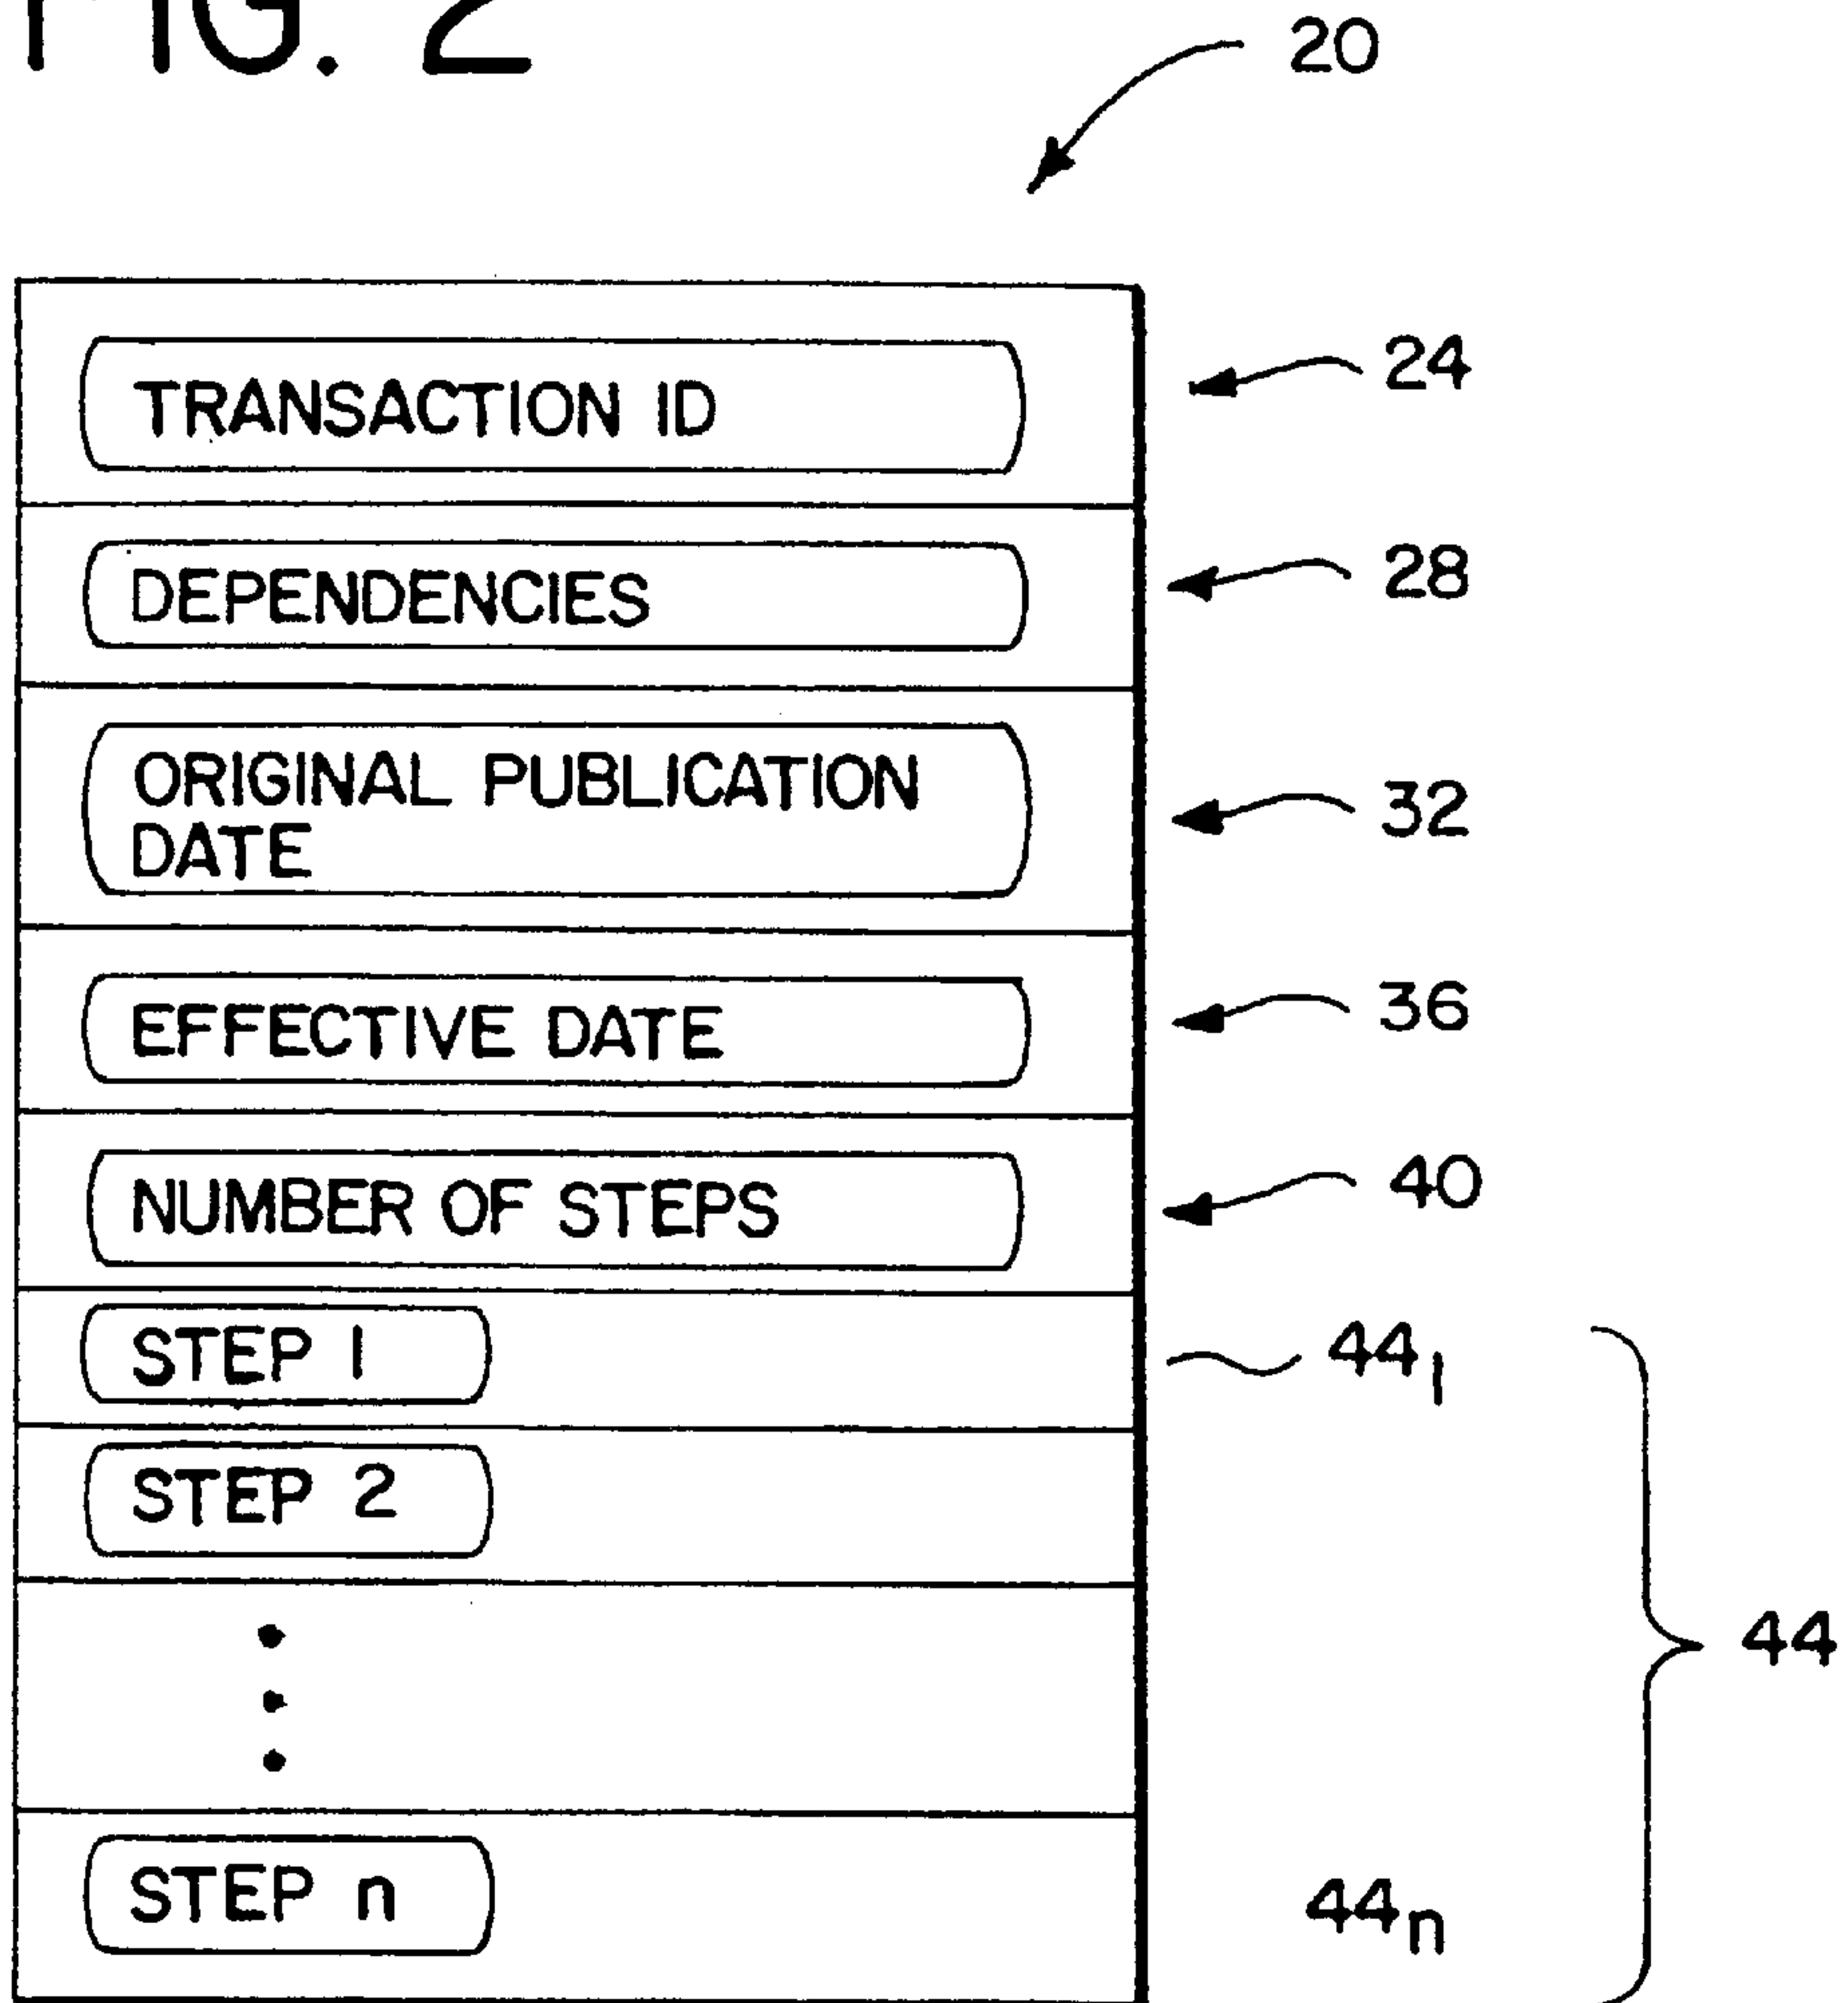 FIG. 2
20
TRANSACTION ID
24
DEPENDENCIES
28
ORIGINAL PUBLICATION
DATE
32
EFFECTIVE DATE
36
NUMBER OF STEPS
40
STEP 1
44₁
STEP 2
44
STEP n
44ₙ